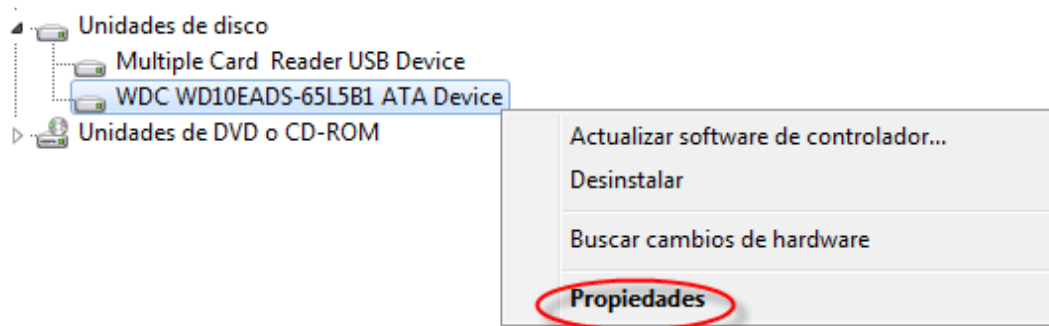 Unidades de disco
Multiple Card  Reader USB Device
WDC WD10EADS-65L5B1 ATA Device
Unidades de DVD o CD-ROM
Actualizar software de controlador...
Desinstalar
Buscar cambios de hardware
Propiedades